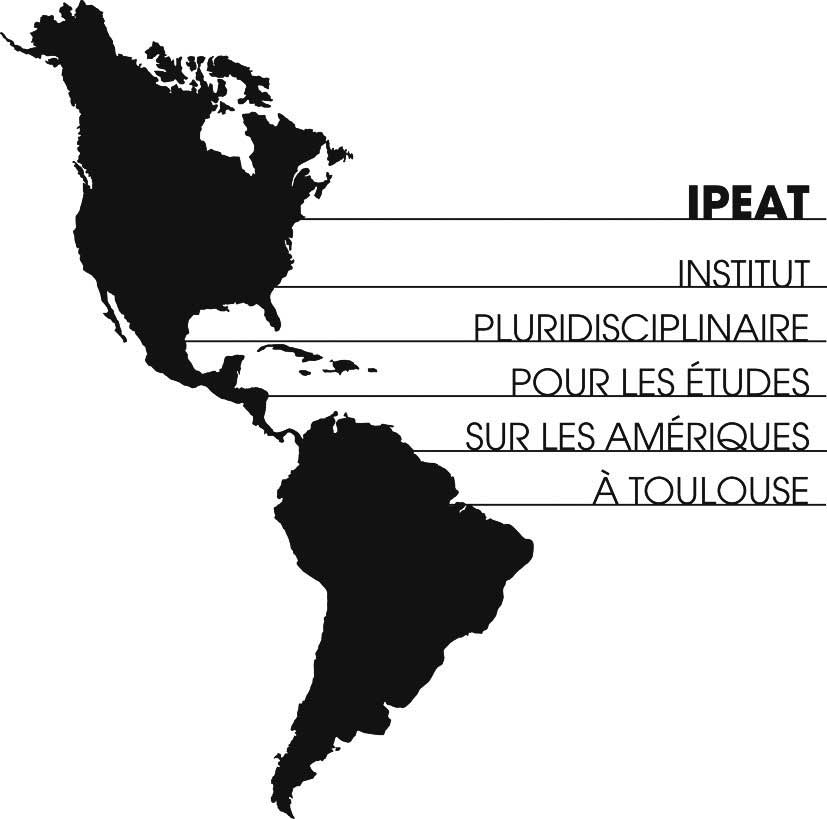 IPEAT
INSTITUT
PLURIDISCIPLINAIRE
POUR LES ÉTUDES
SUR LES AMÉRIQUES
À TOULOUSE